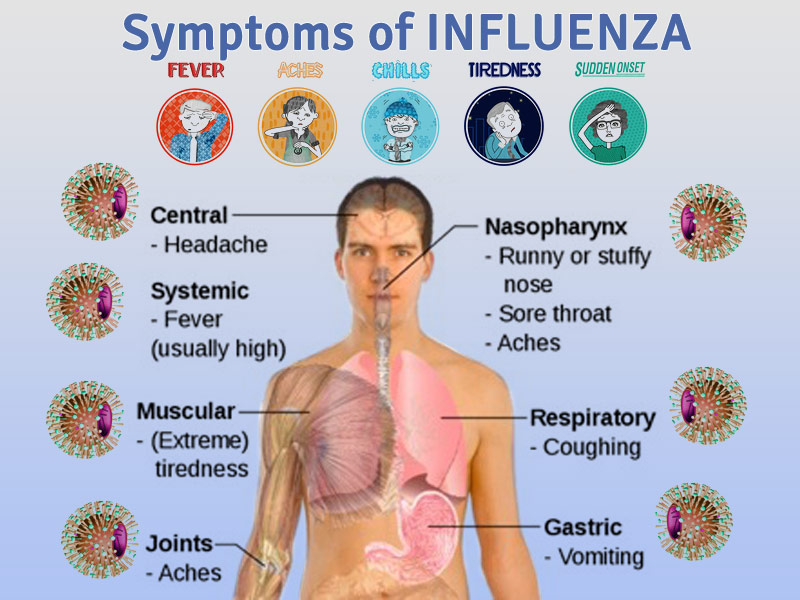 Symptoms of INFLUENZA
FEVER
ACHES
CHILLS
TIREDNESS
SUDDEN ONSET
Central
- Headache
Systemic
- Fever
(usually high)
Muscular
- (Extreme)
tiredness
Joints
- Aches
Nasopharynx
- Runny or stuffy
nose
- Sore throat
- Aches
Respiratory
- Coughing
Gastric
- Vomiting